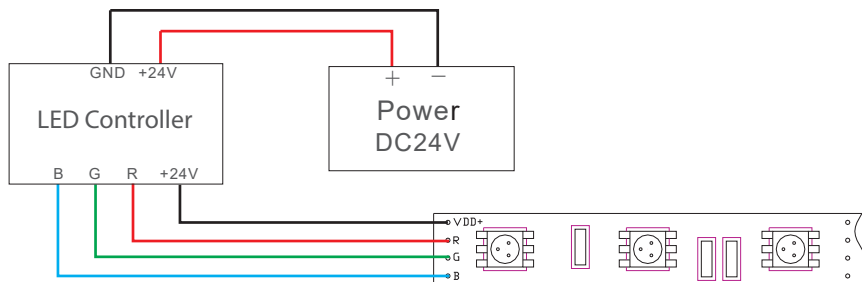 GND +24V
LED Controller
B G R +24V
+ −
Power
DC24V
VDD+
R
G
B